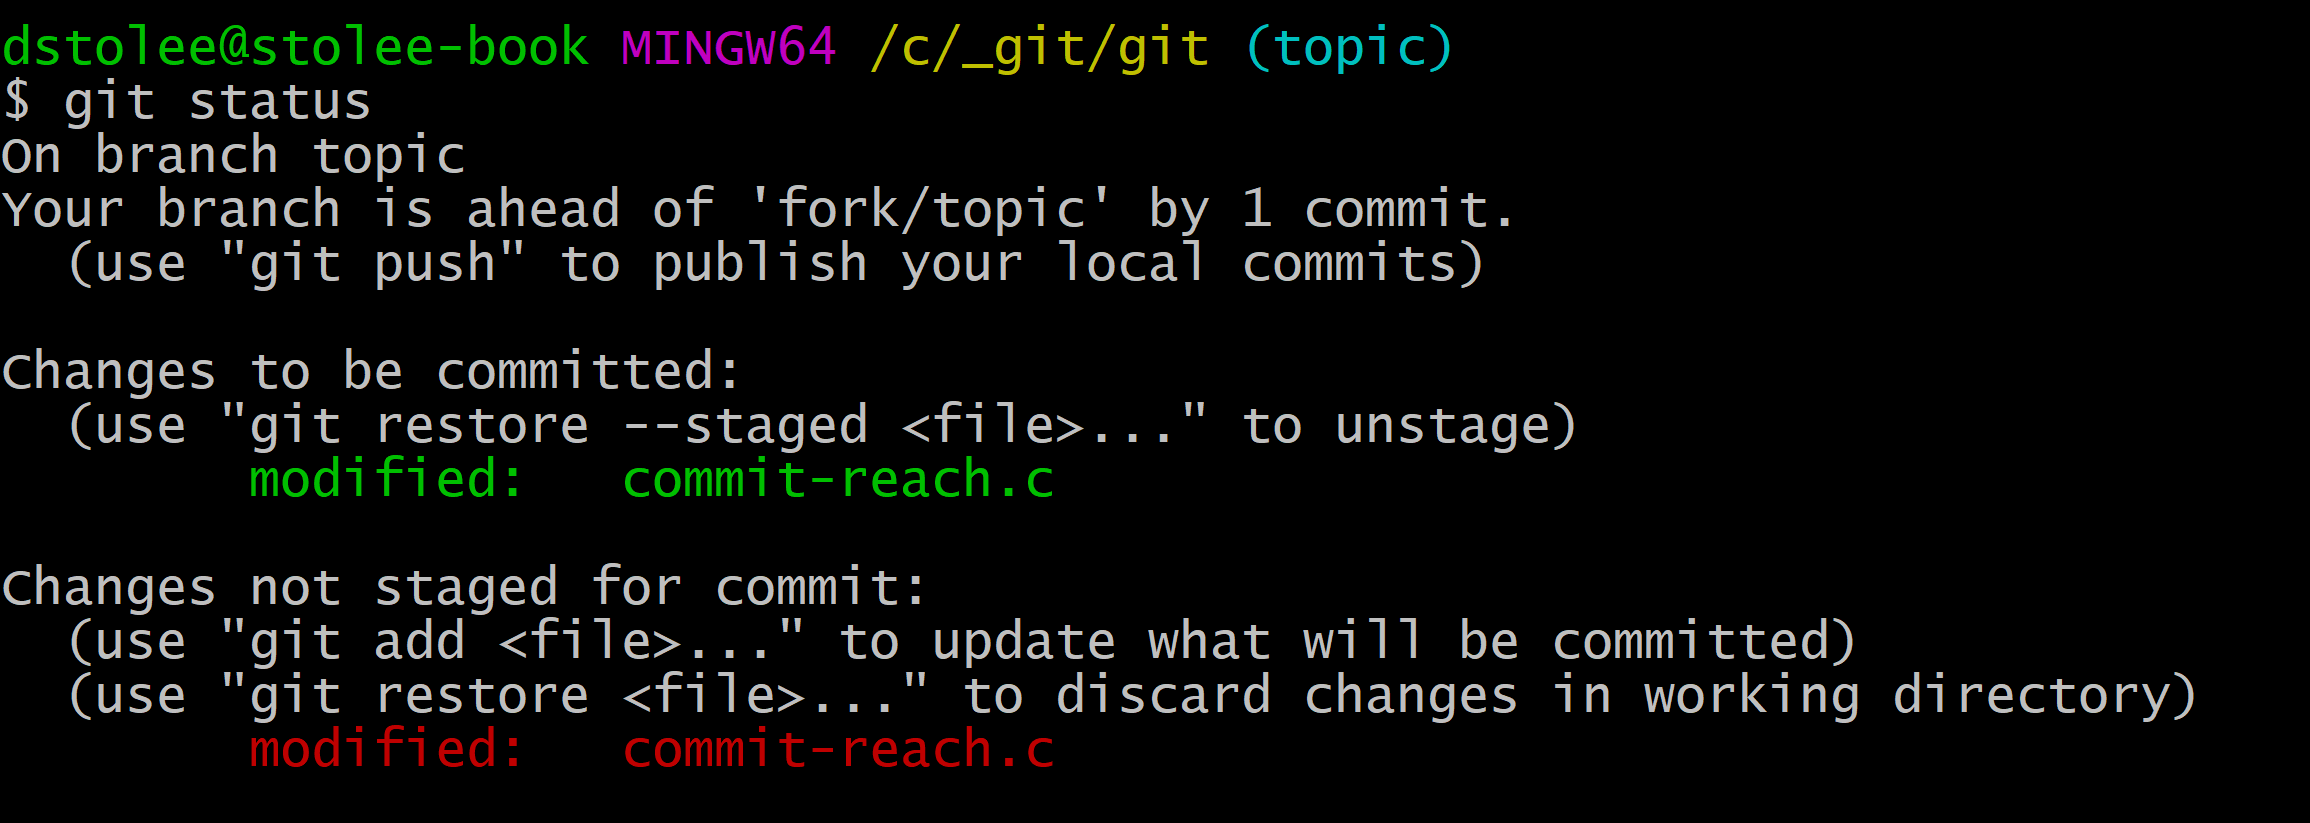 dstolee@stolee-book MINGW64 /c/_git/git (topic)
$ git status
On branch topic
Your branch is ahead of 'fork/topic' by 1 commit.
  (use "git push" to publish your local commits)

Changes to be committed:
  (use "git restore --staged <file>..." to unstage)
        modified:   commit-reach.c

Changes not staged for commit:
  (use "git add <file>..." to update what will be committed)
  (use "git restore <file>..." to discard changes in working directory)
        modified:   commit-reach.c